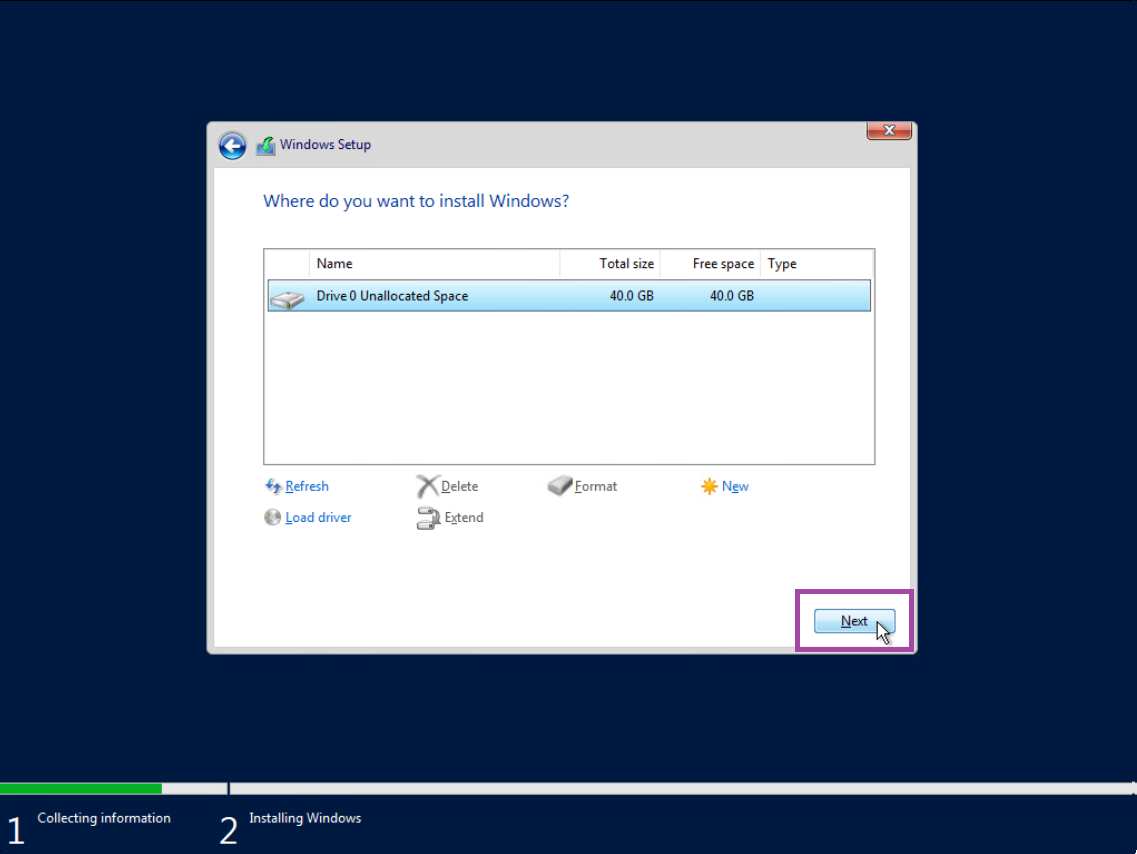 Windows Setup
Where do you want to install Windows?
Name Total size Free space Type
Drive 0 Unallocated Space 40.0 GB 40.0 GB
Refresh Delete Format New
Load driver Extend
Next
1 Collecting information 2 Installing Windows